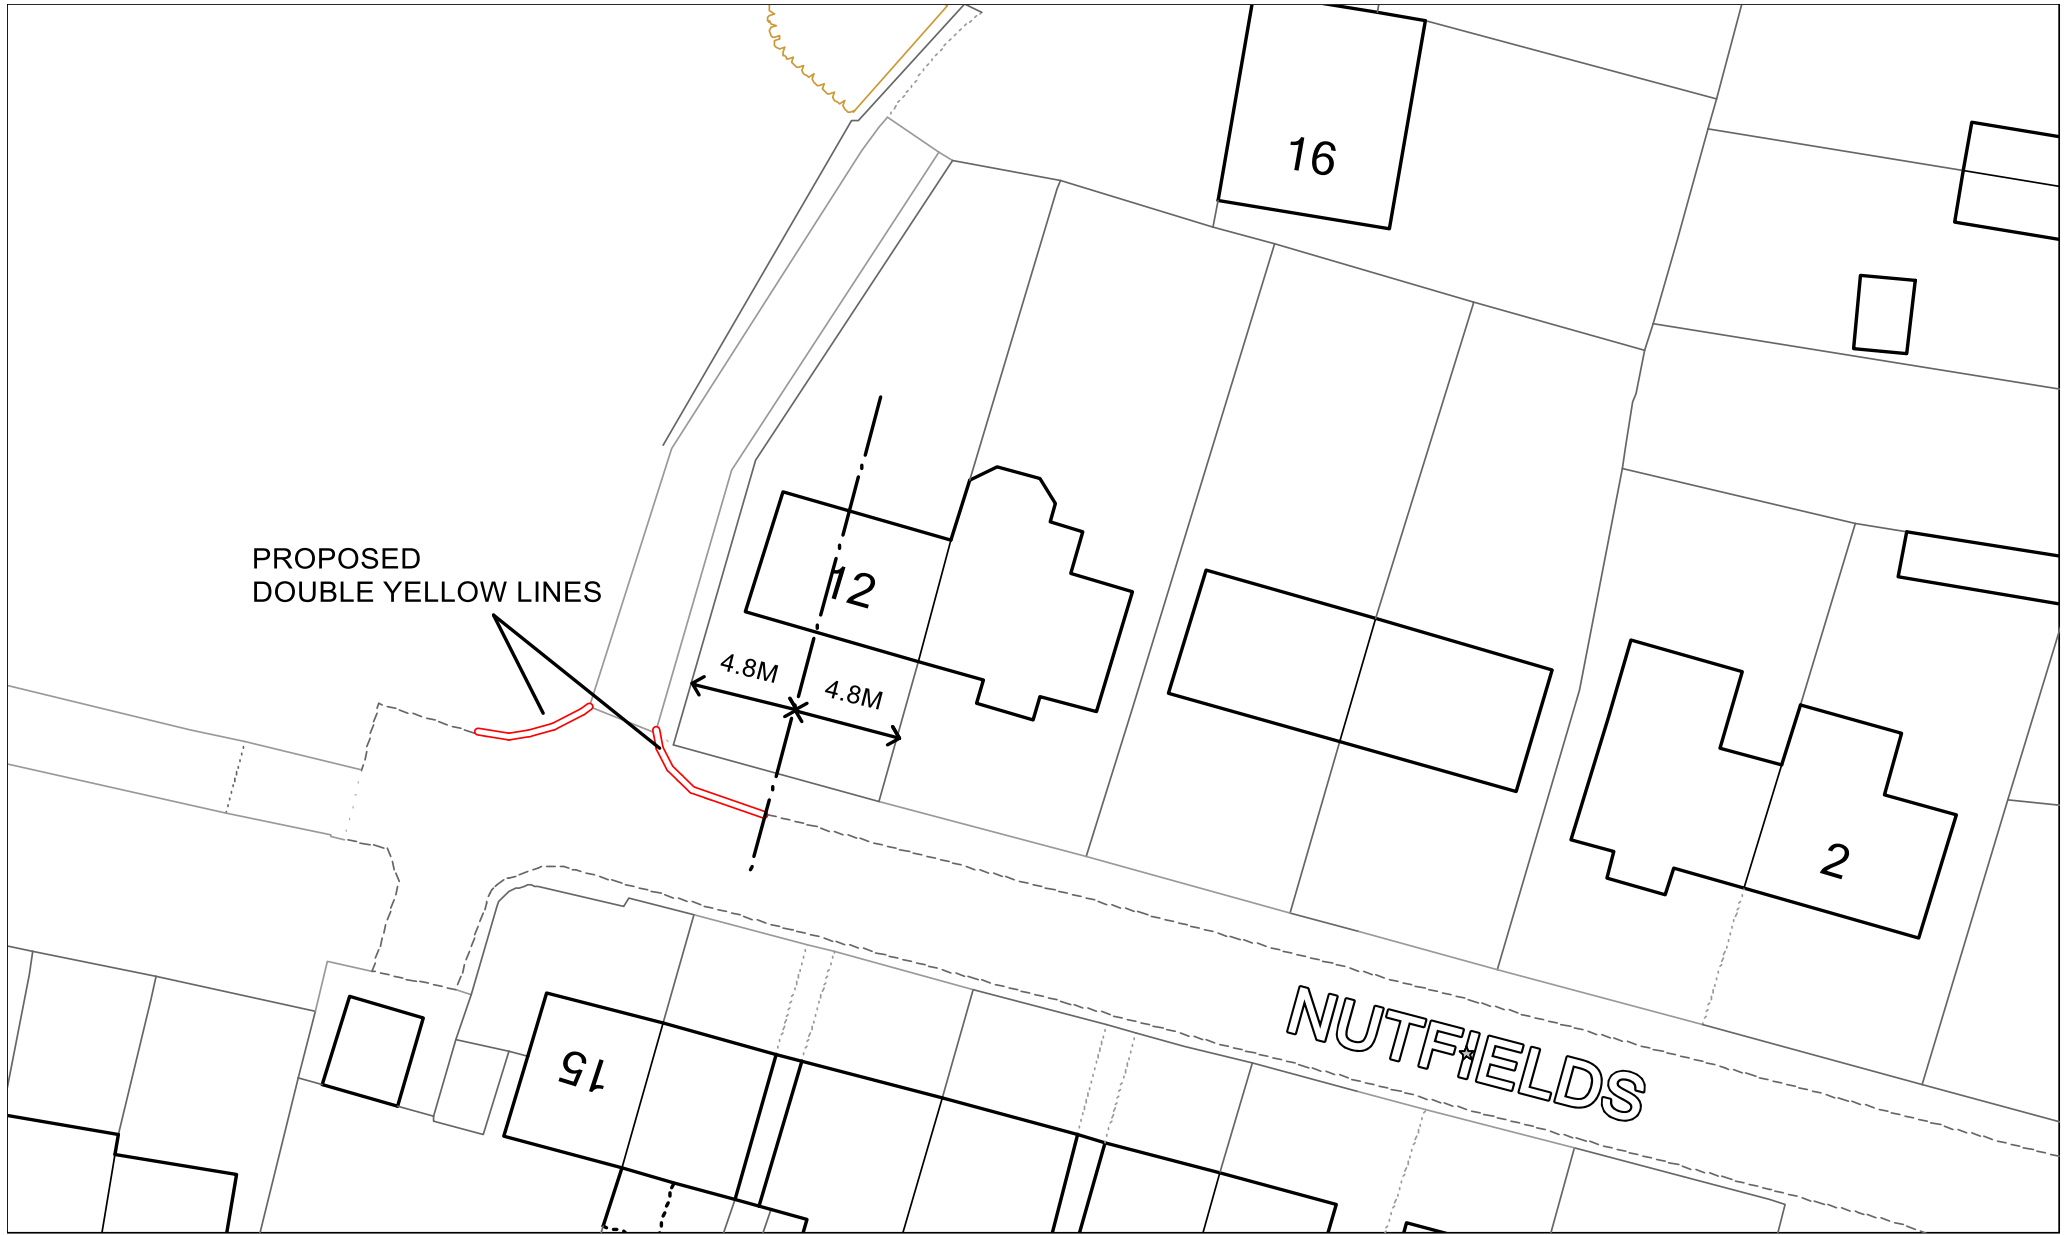 16
PROPOSED
DOUBLE YELLOW LINES
12
4.8M
4.8M
2
NUTFIELDS
15